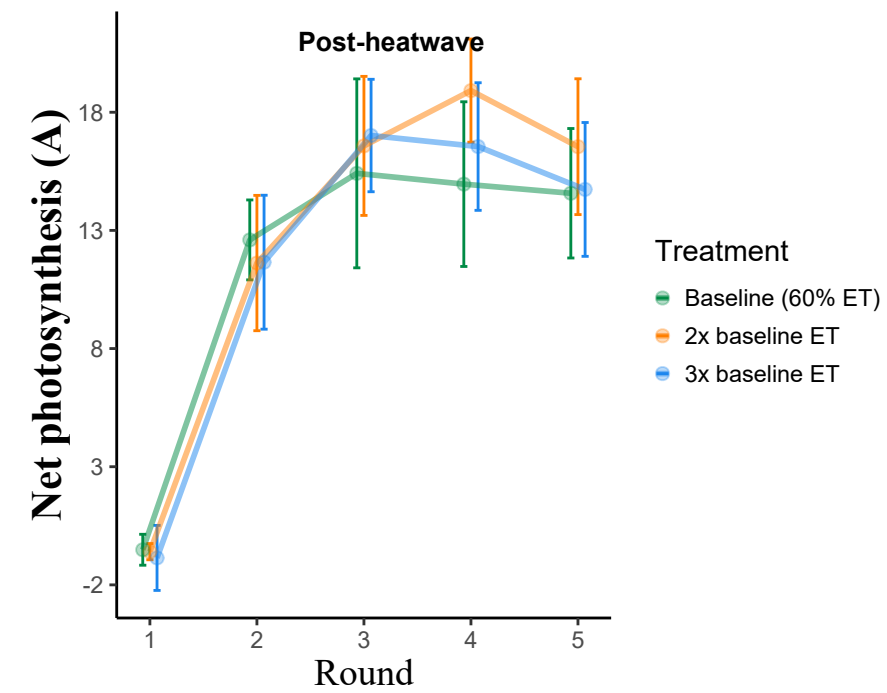 Post-heatwave
Net photosynthesis (A)
18
13
8
3
-2
1 2 3 4 5
Round
Treatment
Baseline (60% ET)
2x baseline ET
3x baseline ET